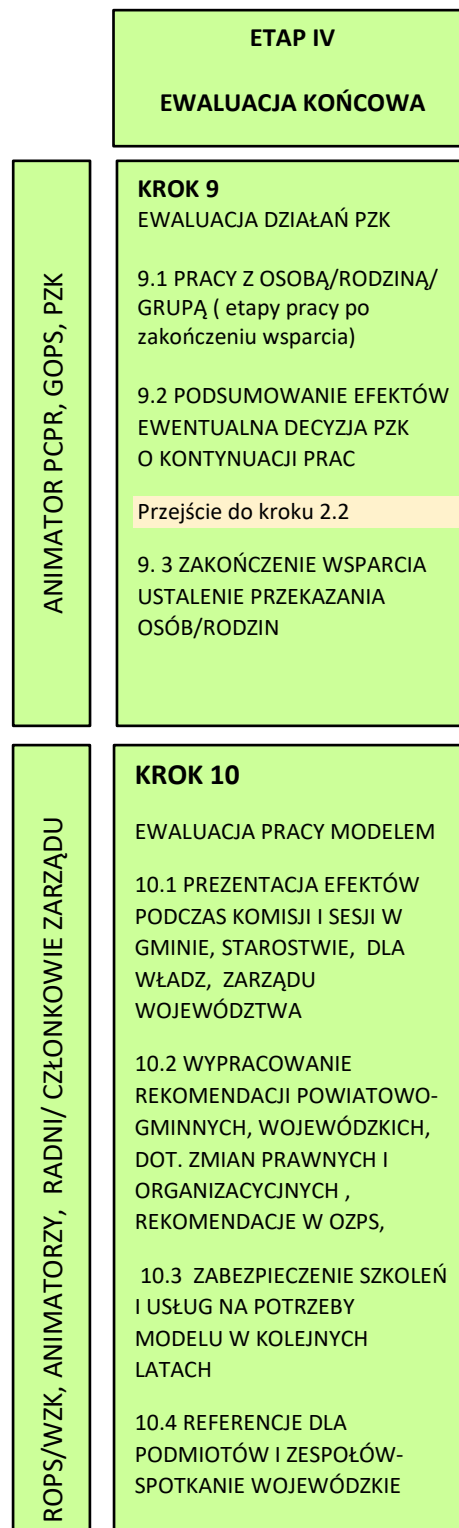 ETAP IV
EWALUACJA KOŃCOWA
ANIMATOR PCPR, GOPS, PZK
KROK 9
EWALUACJA DZIAŁAŃ PZK
9.1 PRACY Z OSOBĄ/RODZINĄ/
GRUPĄ ( etapy pracy po
zakończeniu wsparcia)
9.2 PODSUMOWANIE EFEKTÓW
EWENTUALNA DECYZJA PZK
O KONTYNUACJI PRAC
Przejście do kroku 2.2
9. 3 ZAKOŃCZENIE WSPARCIA
USTALENIE PRZEKAZANIA
OSÓB/RODZIN
ROPS/WZK, ANIMATORZY, RADNI/ CZŁONKOWIE ZARZĄDU
KROK 10
EWALUACJA PRACY MODELEM
10.1 PREZENTACJA EFEKTÓW
PODCZAS KOMISJI I SESJI W
GMINIE, STAROSTWIE, DLA
WŁADZ, ZARZĄDU
WOJEWÓDZTWA
10.2 WYPRACOWANIE
REKOMENDACJI POWIATOWO-
GMINNYCH, WOJEWÓDZKICH,
DOT. ZMIAN PRAWNYCH I
ORGANIZACYCJNYCH ,
REKOMENDACJE W OZPS,
10.3 ZABEZPIECZENIE SZKOLEŃ
I USŁUG NA POTRZEBY
MODELU W KOLEJNYCH
LATACH
10.4 REFERENCJE DLA
PODMIOTÓW I ZESPOŁÓW-
SPOTKANIE WOJEWÓDZKIE